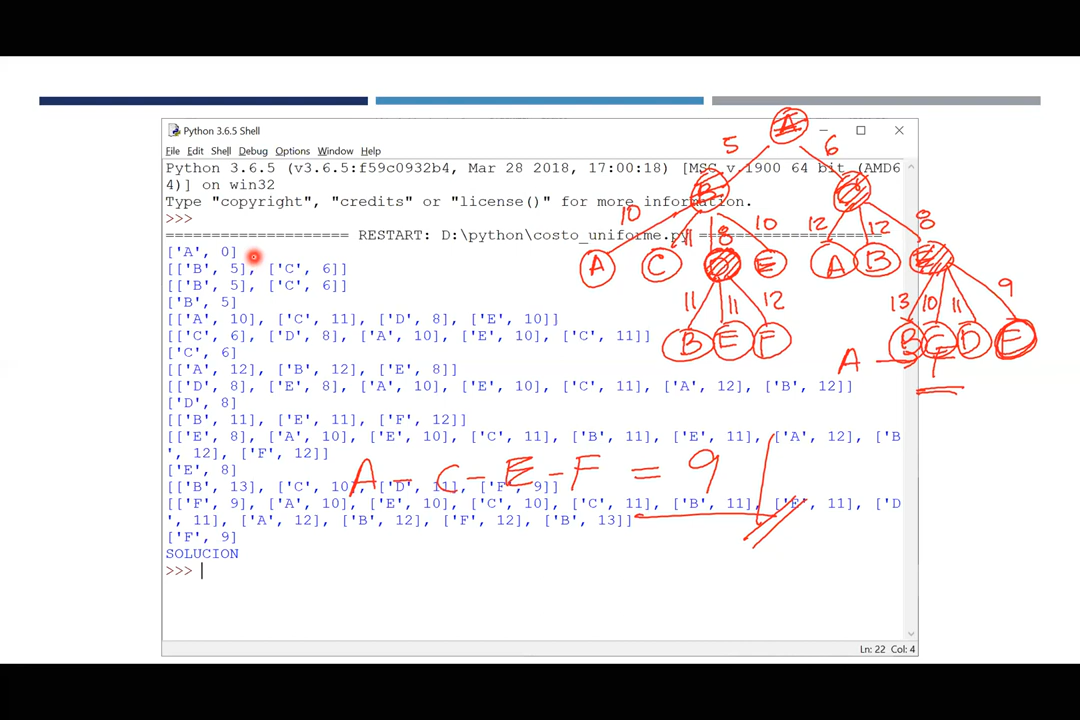 Python 3.6.5 Shell
File Edit Shell Debug Options Window Help
Python 3.6.5 (v3.6.5:f59c0932b4, Mar 28 2018, 17:00:18) [MSC v.1900 64 bit (AMD6
4)] on win32
Type "copyright", "credits" or "license()" for more information.
>>>
==================== RESTART: D:\python\costo_uniforme.py ====================
['A', 0]
[['B', 5], ['C', 6]]
[['B', 5], ['C', 6]]
['B', 5]
[['A', 10], ['C', 11], ['D', 8], ['E', 10]]
[['C', 6], ['D', 8], ['A', 10], ['E', 10], ['C', 11]]
['C', 6]
[['A', 12], ['B', 12], ['E', 8]]
[['D', 8], ['E', 8], ['A', 10], ['E', 10], ['C', 11], ['A', 12], ['B', 12]]
['D', 8]
[['B', 11], ['E', 11], ['F', 12]]
[['E', 8], ['A', 10], ['E', 10], ['C', 11], ['B', 11], ['E', 11], ['A', 12], ['B
', 12], ['F', 12]]
['E', 8]
[['B', 13], ['C', 10], ['D', 11], ['F', 9]]
[['F', 9], ['A', 10], ['E', 10], ['C', 10], ['C', 11], ['B', 11], ['E', 11], ['D
', 11], ['A', 12], ['B', 12], ['F', 12], ['B', 13]]
['F', 9]
SOLUCION
>>>
Ln: 22 Col: 4
A
5 6
B
10 11 8 10 12 12 8
A C E A B
11 11 12 13 10 11 9
B E F B C D
A F
A - C - E - F = 9